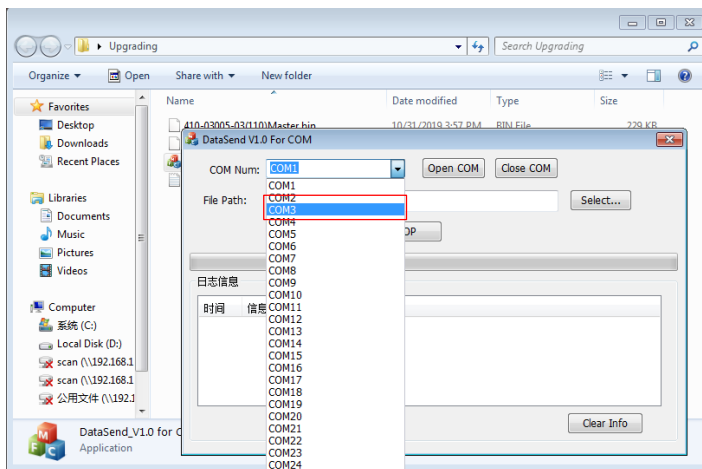 Upgrading
Search Upgrading
Organize
Open
Share with
New folder
Favorites
Desktop
Downloads
Recent Places
Libraries
Documents
Music
Pictures
Videos
Computer
系统 (C:)
Local Disk (D:)
scan (\\192.168.1
scan (\\192.168.1
公用文件 (\\192.1
Name
Date modified
Type
Size
410-03005-03(110)Master.bin
10/31/2019 3:57 PM
BIN File
229 KB
DataSend V1.0 For COM
COM Num:
COM1
Open COM
Close COM
File Path:
Select...
OP
COM1
COM2
COM3
COM4
COM5
COM6
COM7
COM8
COM9
COM10
COM11
COM12
COM13
COM14
COM15
COM16
COM17
COM18
COM19
COM20
COM21
COM22
COM23
COM24
日志信息
时间
信息
Clear Info
DataSend_V1.0 for C
Application